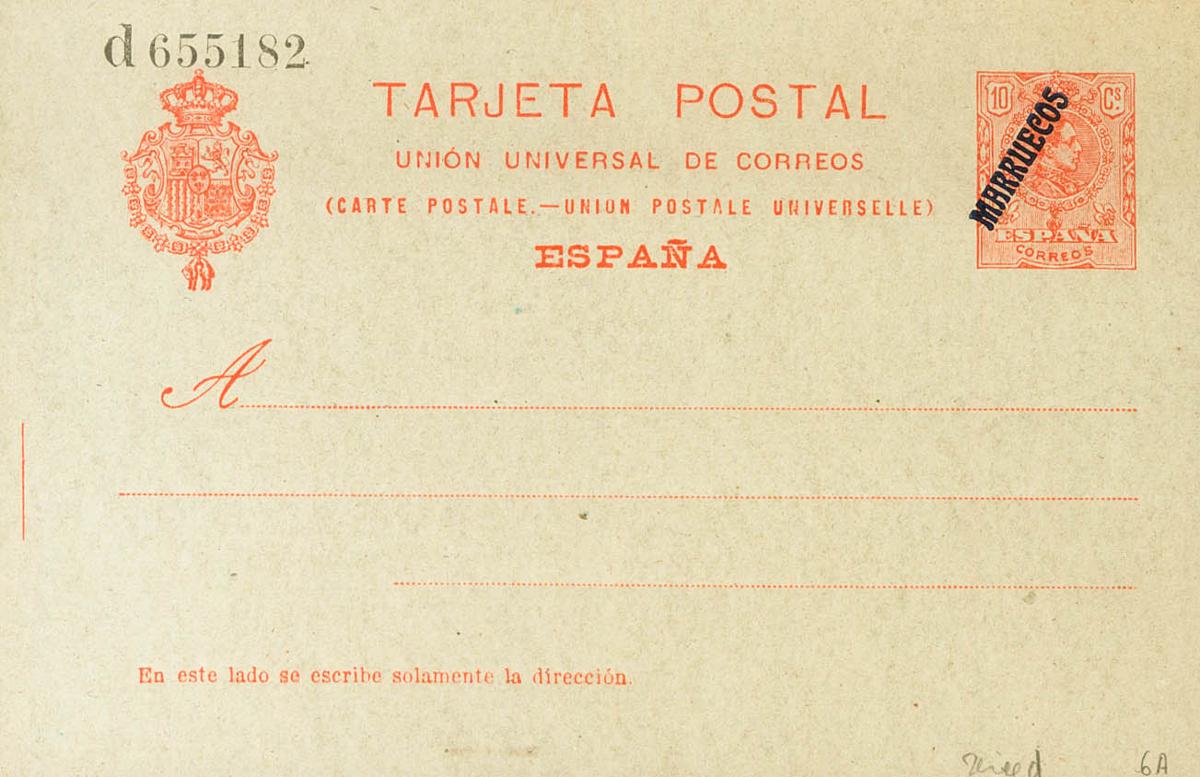 d 655182
TARJETA POSTAL
UNIÓN UNIVERSAL DE CORREOS
(CARTE POSTALE.—UNION POSTALE UNIVERSELLE)
ESPAÑA
10 Cs.
MARRUECOS
ESPAÑA
CORREOS
A
En este lado se escribe solamente la dirección.
6A